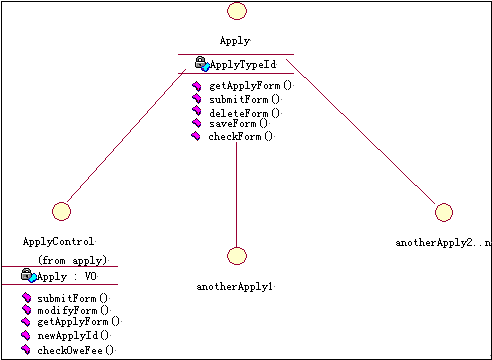 Apply
ApplyTypeId
getApplyForm()
submitForm()
deleteForm()
saveForm()
checkForm()
ApplyControl
(from apply)
Apply : VO
submitForm()
modifyForm()
getApplyForm()
newApplyId()
checkOweFee()
anotherApply1
anotherApply2..n